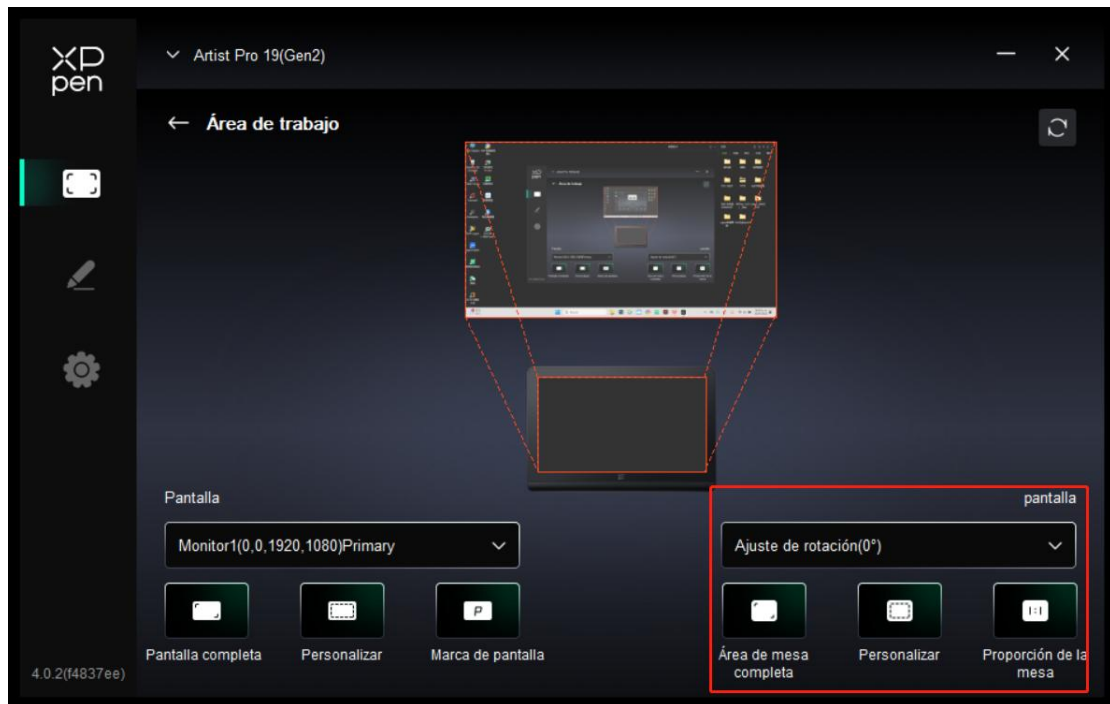 XP
pen
Artist Pro 19(Gen2)
Área de trabajo
Pantalla
Monitor1(0,0,1920,1080)Primary
Pantalla completa
Personalizar
P
Marca de pantalla
pantalla
Ajuste de rotación(0°)
Área de mesa
completa
Personalizar
1:1
Proporción de la
mesa
4.0.2(f4837ee)